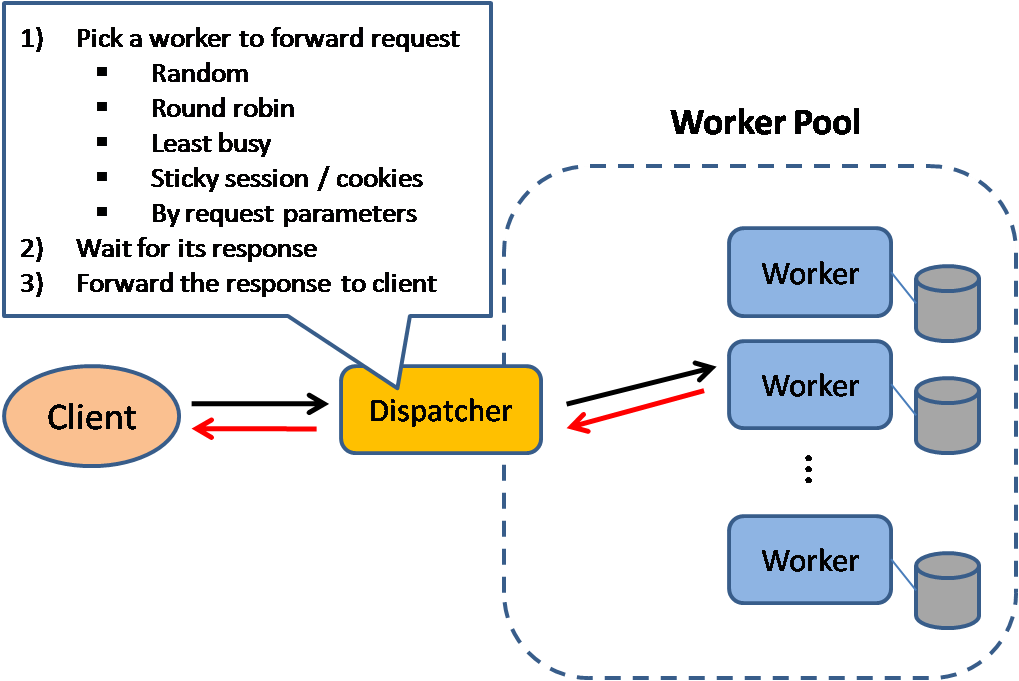 1) Pick a worker to forward request
▪ Random
▪ Round robin
▪ Least busy
▪ Sticky session / cookies
▪ By request parameters
2) Wait for its response
3) Forward the response to client
Worker Pool
Worker
Client
Dispatcher
Worker
Worker